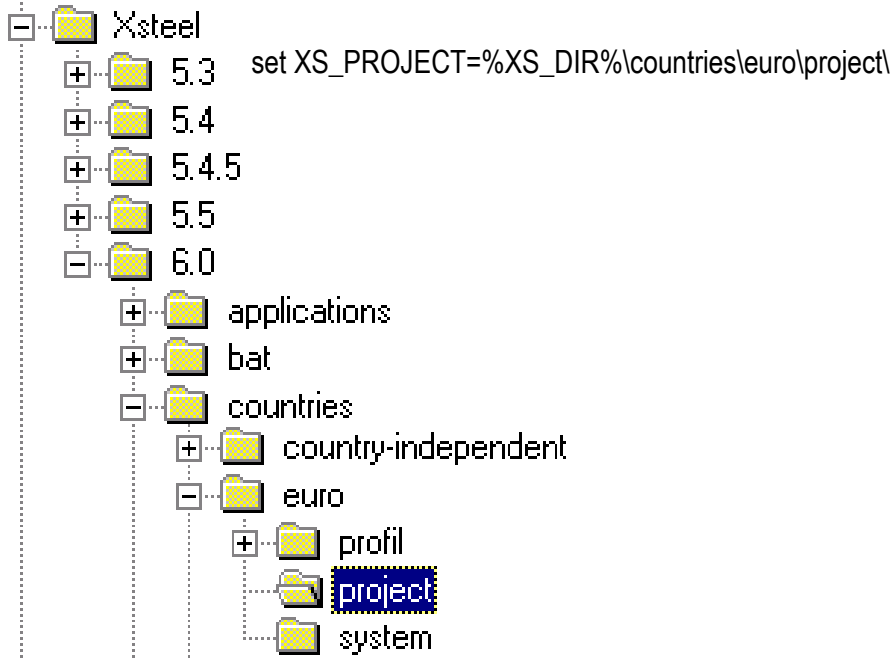 Xsteel
5.3
set XS_PROJECT=%XS_DIR%\countries\euro\project\
5.4
5.4.5
5.5
6.0
applications
bat
countries
country-independent
euro
profil
project
system